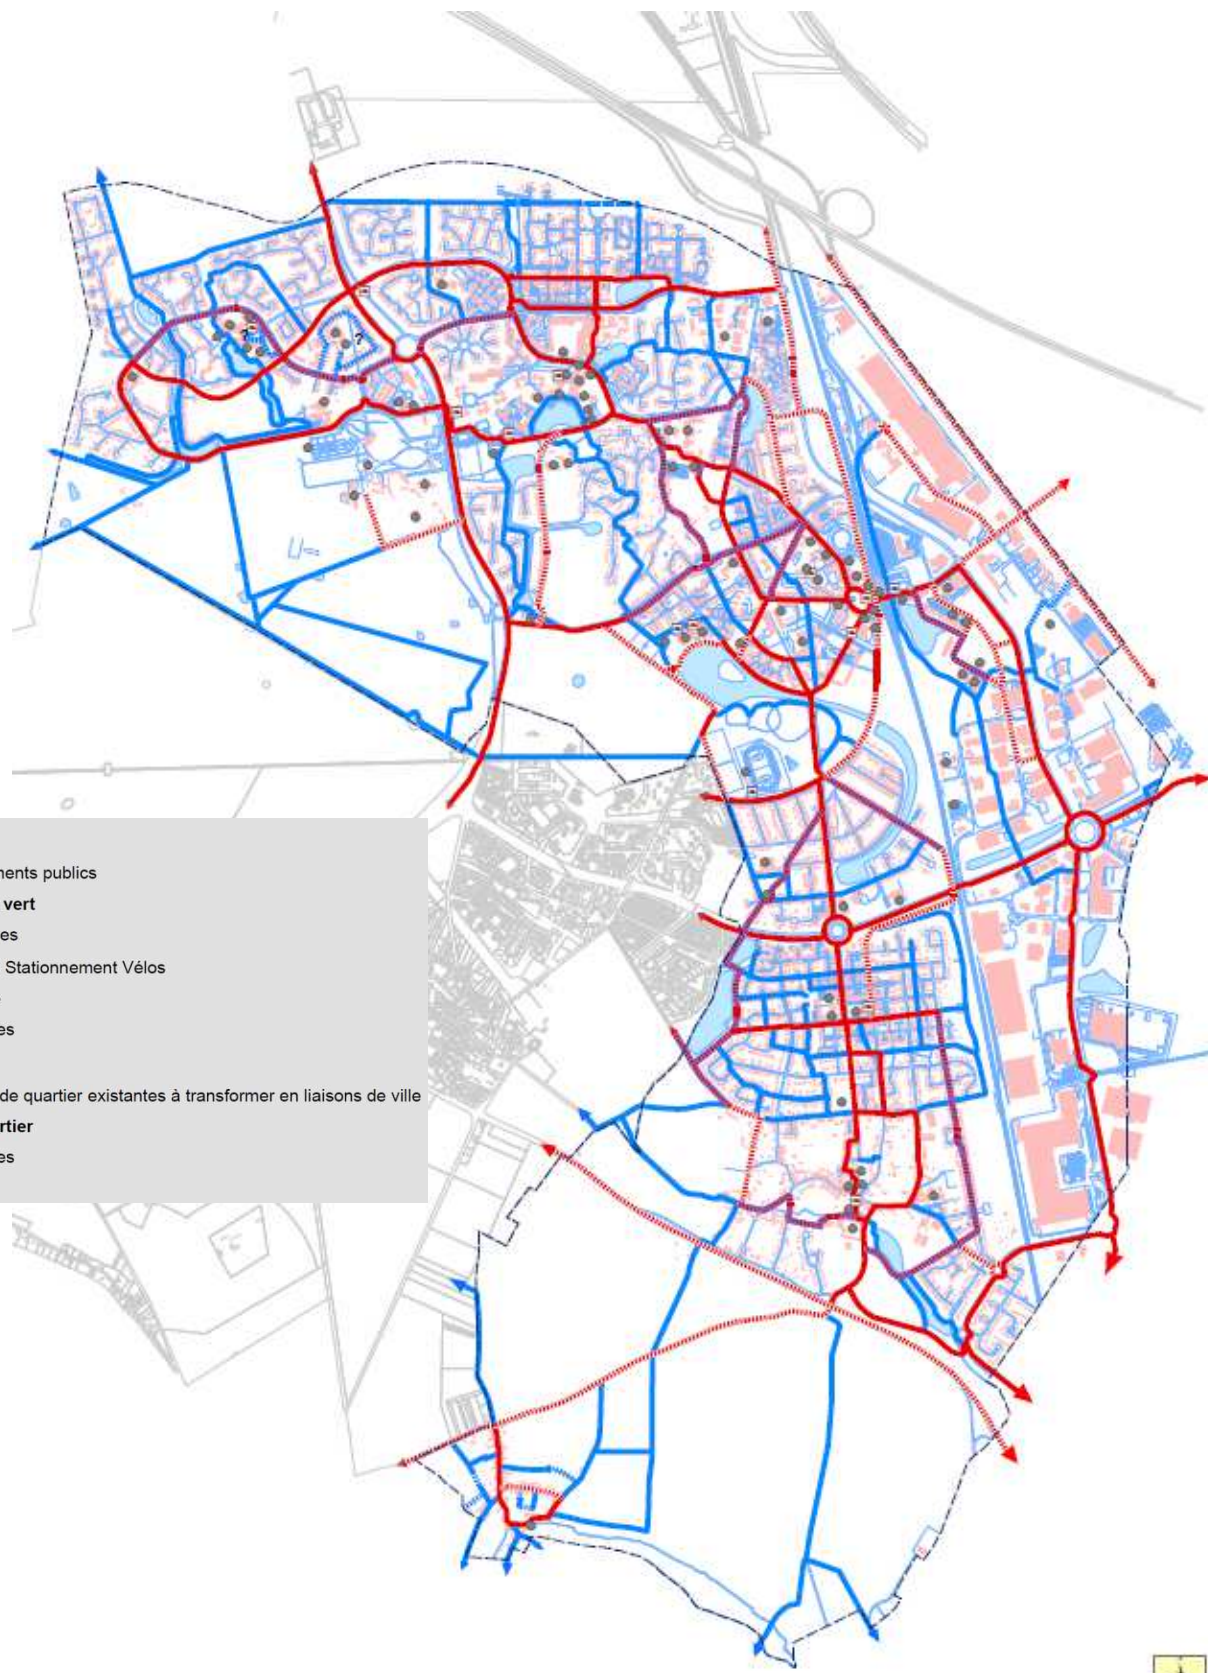 ments publics
vert
es
Stationnement Vélos
es
de quartier existantes à transformer en liaisons de ville
rtier
es
?
?